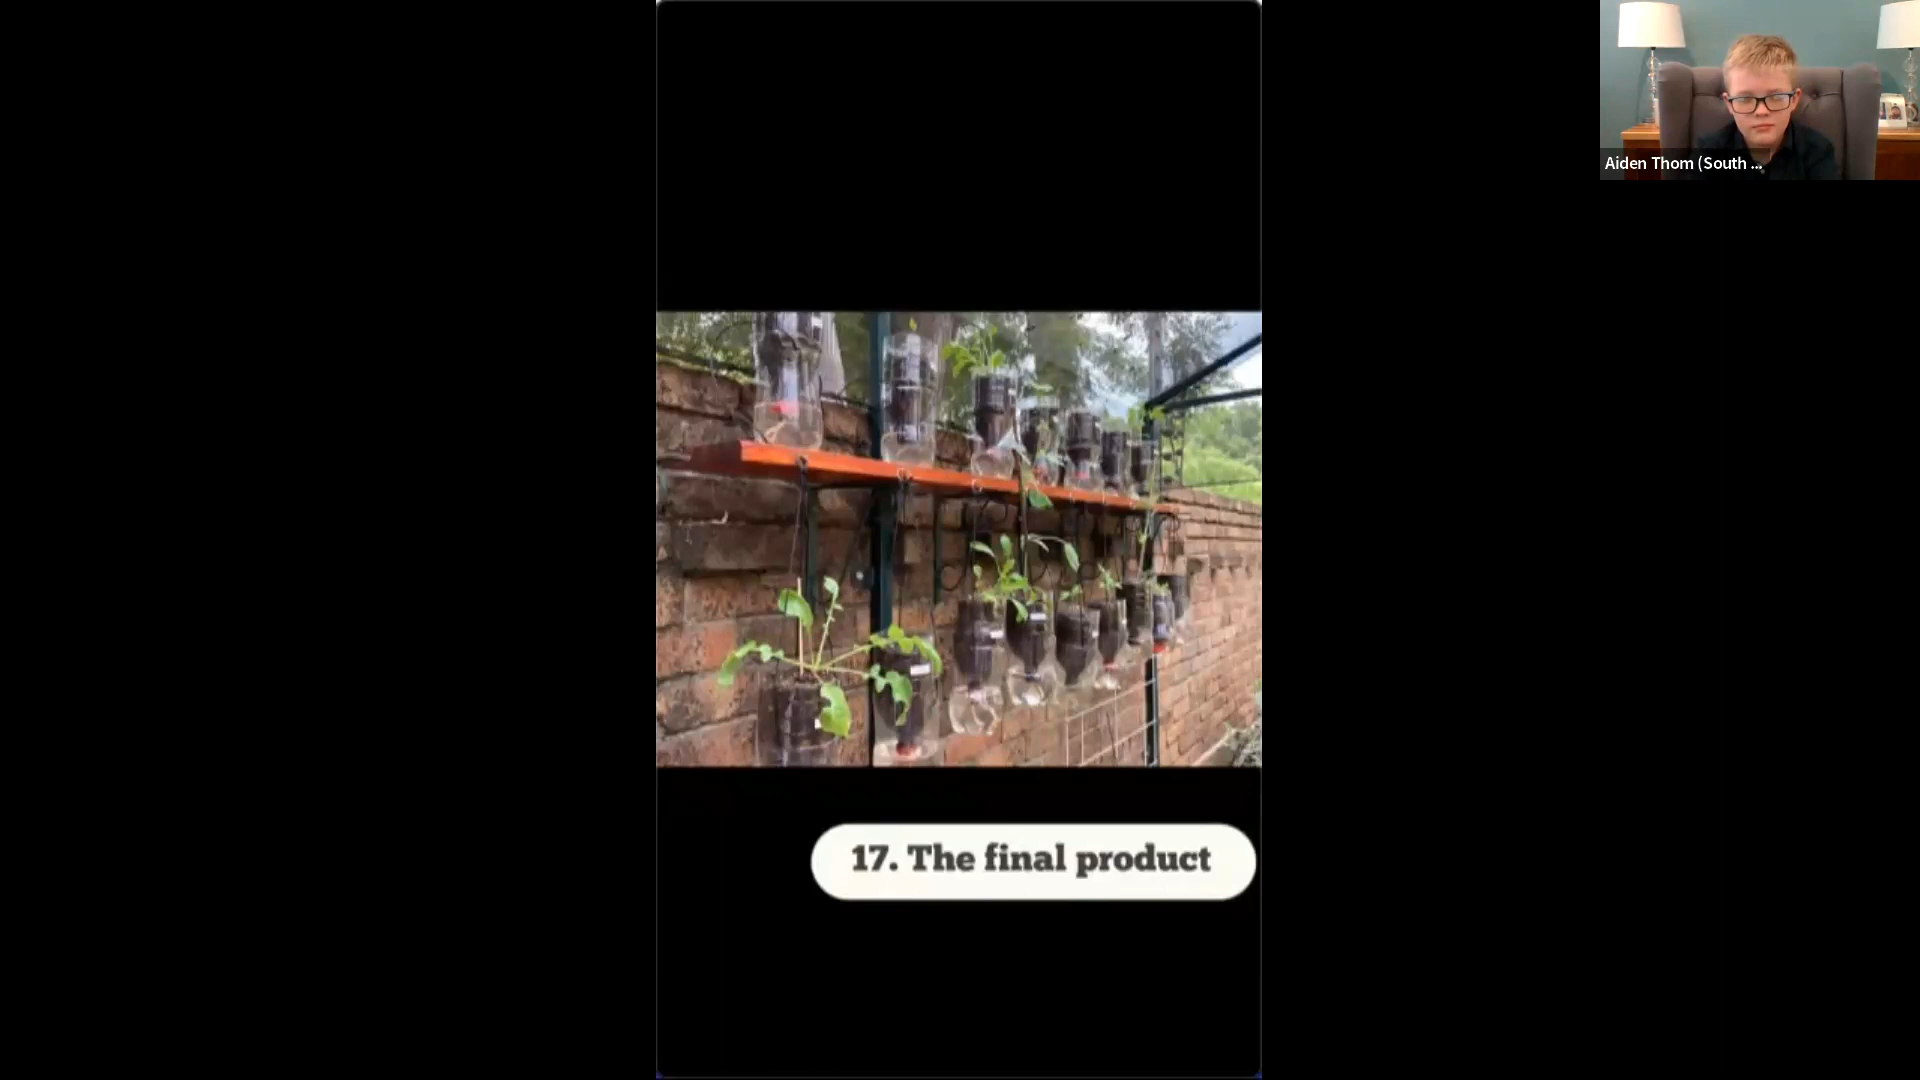 Aiden Thom (South ...
17. The final product